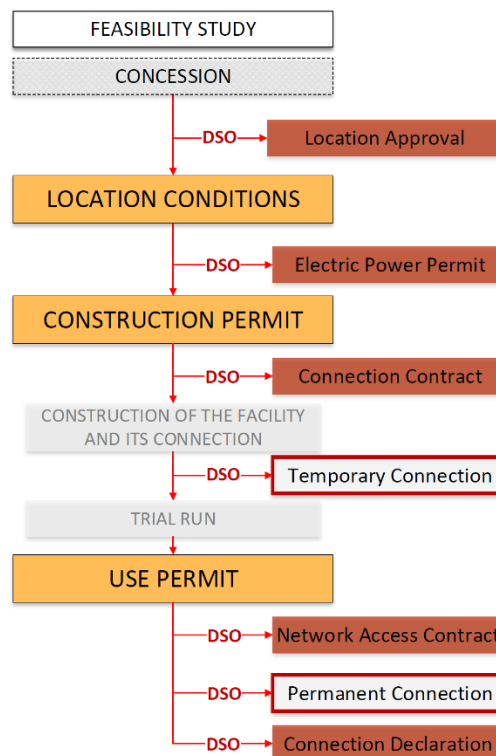 FEASIBILITY STUDY
CONCESSION
DSO
Location Approval
LOCATION CONDITIONS
DSO
Electric Power Permit
CONSTRUCTION PERMIT
DSO
Connection Contract
CONSTRUCTION OF THE FACILITY
AND ITS CONNECTION
DSO
Temporary Connection
TRIAL RUN
USE PERMIT
DSO
Network Access Contract
DSO
Permanent Connection
DSO
Connection Declaration